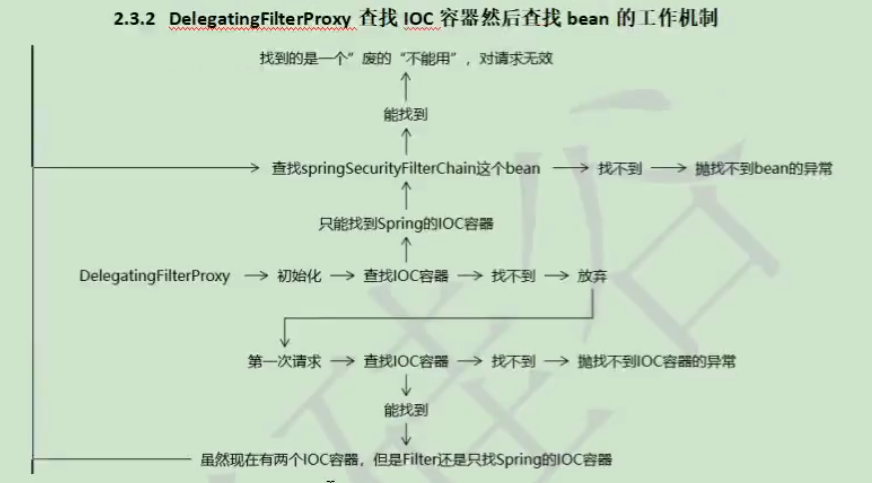 2.3.2 DelegatingFilterProxy 查找 IOC 容器然后查找 bean 的工作机制
找到的是一个”废的“不能用”，对请求无效
能找到
查找springSecurityFilterChain这个bean 找不到 抛找不到bean的异常
只能找到Spring的IOC容器
DelegatingFilterProxy 初始化 查找IOC容器 找不到 放弃
第一次请求 查找IOC容器 找不到 抛找不到IOC容器的异常
能找到
虽然现在有两个IOC容器，但是Filter还是只找Spring的IOC容器